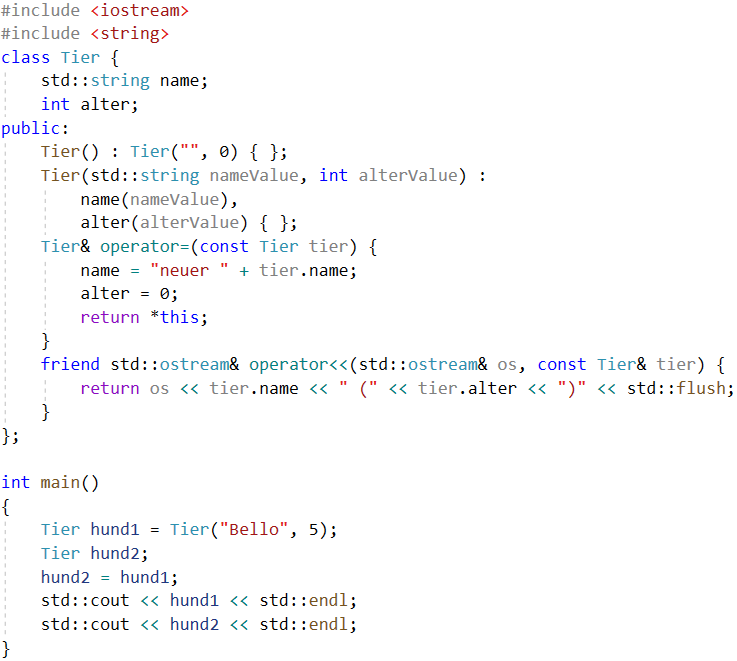 #include <iostream>
#include <string>
class Tier {
    std::string name;
    int alter;
public:
    Tier() : Tier("", 0) { };
    Tier(std::string nameValue, int alterValue) :
        name(nameValue),
        alter(alterValue) { };
    Tier& operator=(const Tier tier) {
        name = "neuer " + tier.name;
        alter = 0;
        return *this;
    }
    friend std::ostream& operator<<(std::ostream& os, const Tier& tier) {
        return os << tier.name << " (" << tier.alter << ")" << std::flush;
    }
};

int main()
{
    Tier hund1 = Tier("Bello", 5);
    Tier hund2;
    hund2 = hund1;
    std::cout << hund1 << std::endl;
    std::cout << hund2 << std::endl;
}